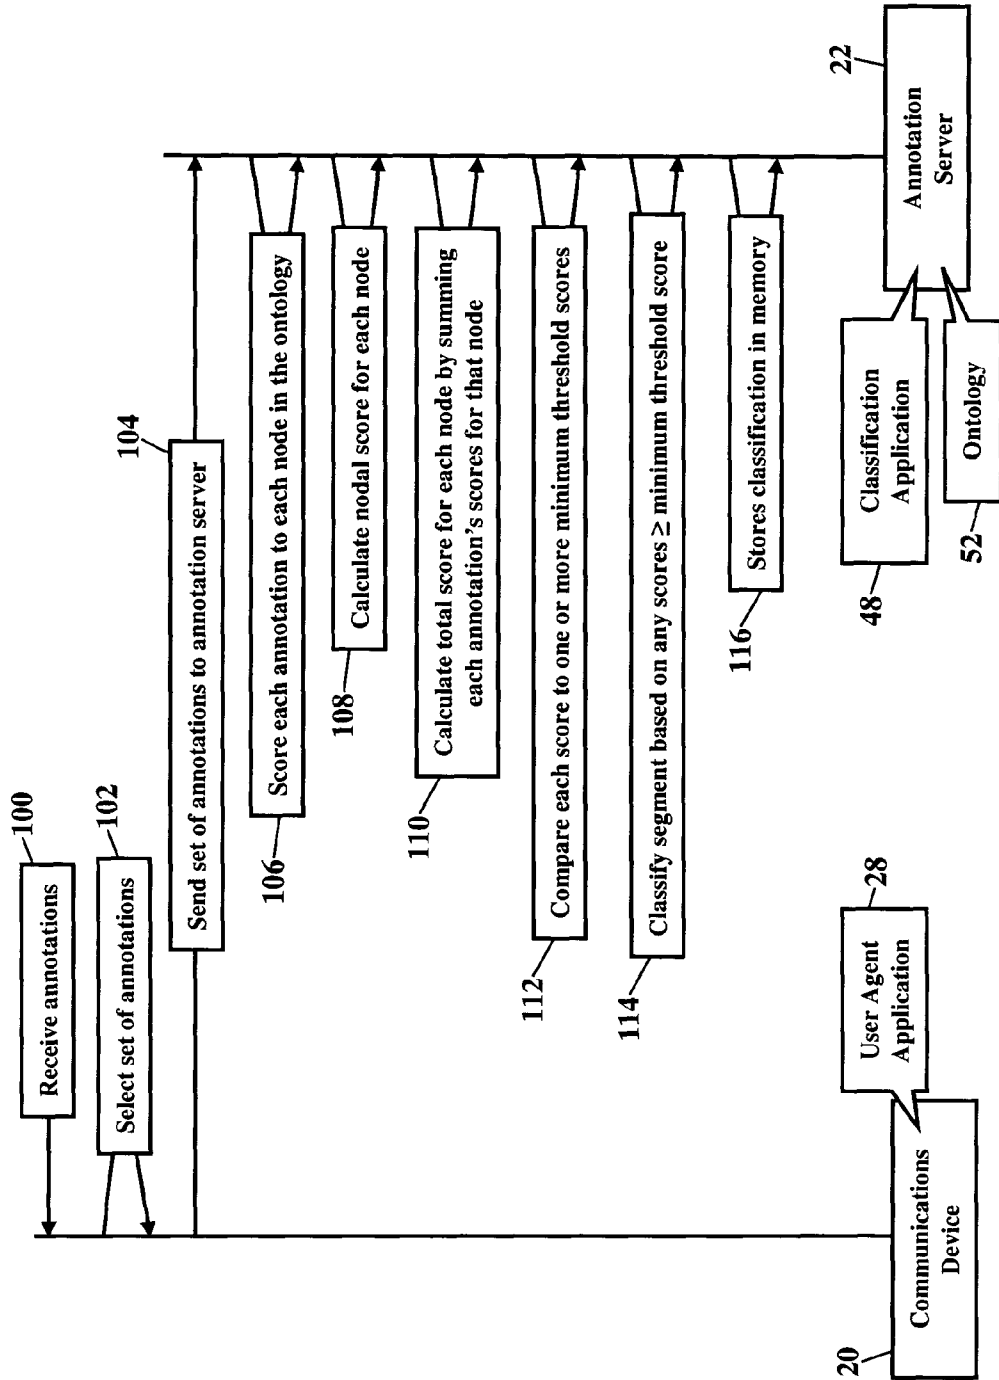 100
Receive annotations
102
Select set of annotations
104
Send set of annotations to annotation server
106
Score each annotation to each node in the ontology
108
Calculate nodal score for each node
110
Calculate total score for each node by summing
each annotation's scores for that node
112
Compare each score to one or more minimum threshold scores
114
Classify segment based on any scores ≥ minimum threshold score
116
Stores classification in memory
20
Communications
Device
28
User Agent
Application
48
Classification
Application
52
Ontology
22
Annotation
Server